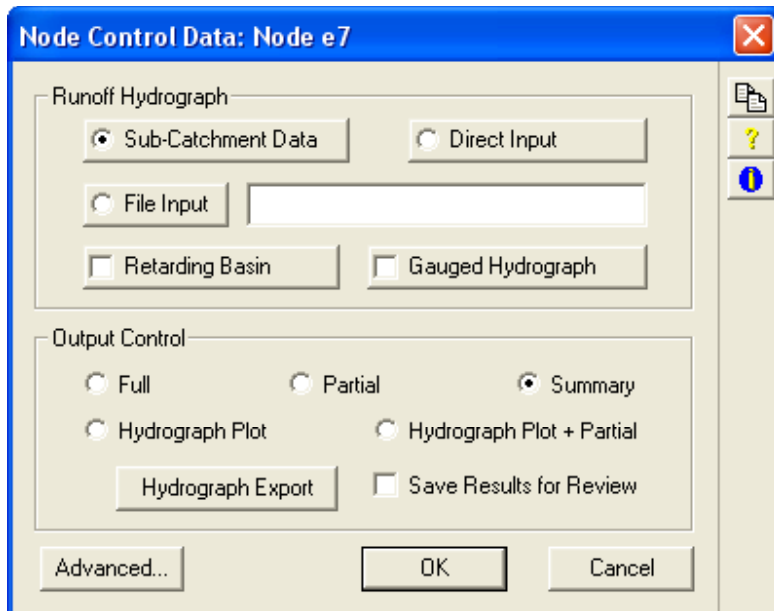 Node Control Data: Node e7
Runoff Hydrograph
Sub-Catchment Data
Direct Input
File Input
Retarding Basin
Gauged Hydrograph
Output Control
Full
Partial
Summary
Hydrograph Plot
Hydrograph Plot + Partial
Hydrograph Export
Save Results for Review
Advanced...
OK
Cancel
?
i